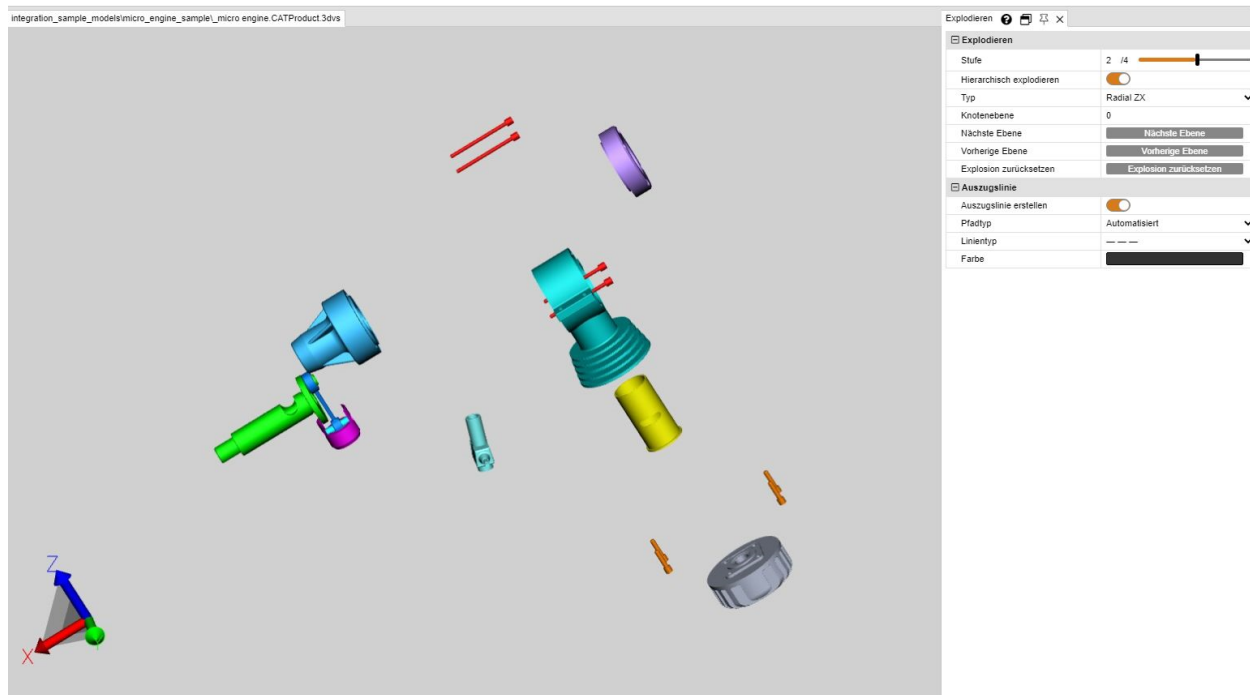 integration_sample_models\micro_engine_sample\_micro engine.CATProduct.3dvs
Explodieren
Explodieren
Stufe 2 /4
Hierarchisch explodieren
Typ Radial ZX
Knotenebene 0
Nächste Ebene Nächste Ebene
Vorherige Ebene Vorherige Ebene
Explosion zurücksetzen Explosion zurücksetzen
Auszugslinie
Auszugslinie erstellen
Pfadtyp Automatisiert
Linientyp
Farbe
Z
X